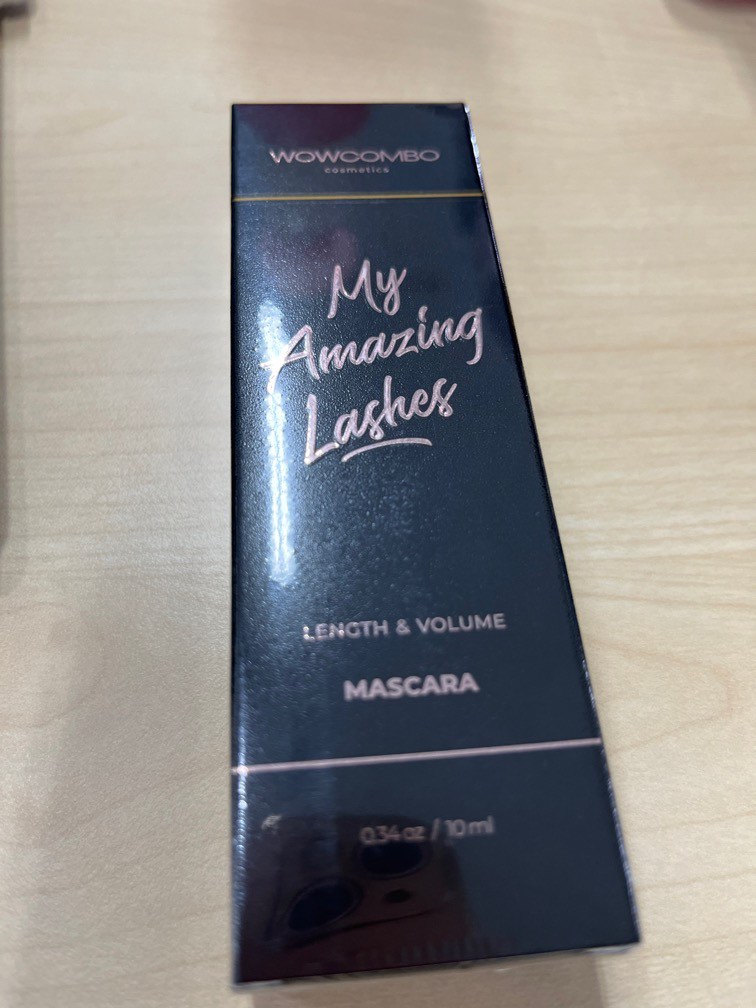 WOWCOMBO
cosmetics
My
Amazing
Lashes
LENGTH & VOLUME
MASCARA
0.34 oz / 10 ml